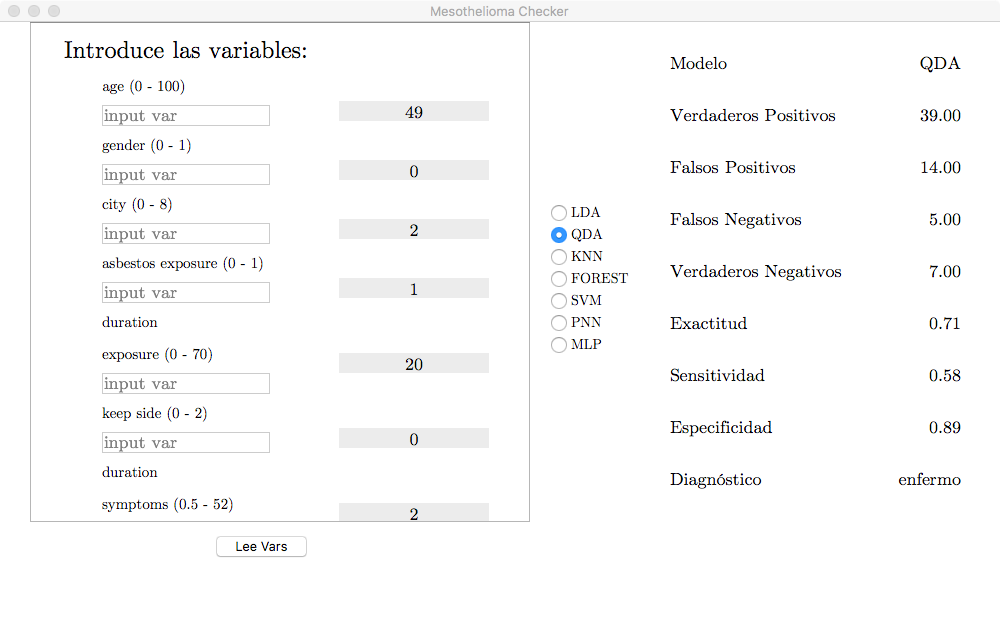 Mesothelioma Checker
Introduce las variables:
age (0 - 100)
input var
49
gender (0 - 1)
input var
0
city (0 - 8)
input var
2
asbestos exposure (0 - 1)
input var
1
duration
exposure (0 - 70)
input var
20
keep side (0 - 2)
input var
0
duration
symptoms (0.5 - 52)
2
Lee Vars
LDA
QDA
KNN
FOREST
SVM
PNN
MLP
Modelo QDA
Verdaderos Positivos 39.00
Falsos Positivos 14.00
Falsos Negativos 5.00
Verdaderos Negativos 7.00
Exactitud 0.71
Sensitividad 0.58
Especificidad 0.89
Diagnóstico enfermo